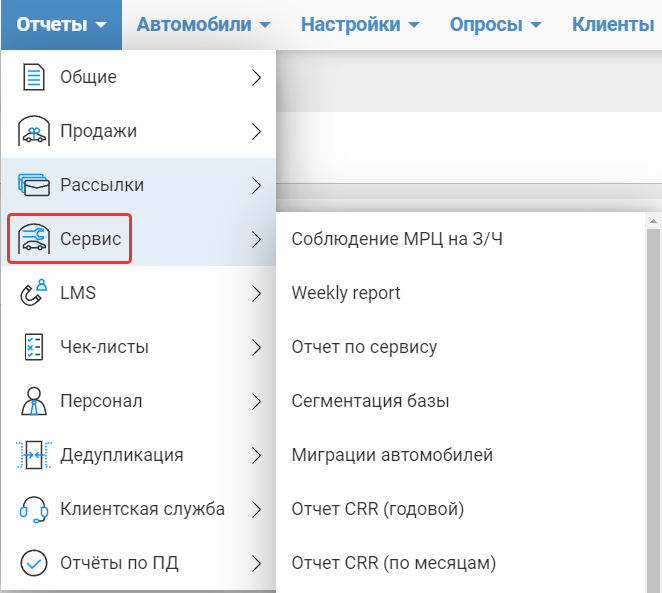 Отчеты Автомобили Настройки Опросы Клиенты
Общие
Продажи
Рассылки
Сервис
LMS
Чек-листы
Персонал
Дедупликация
Клиентская служба
Отчёты по ПД
Соблюдение МРЦ на З/Ч
Weekly report
Отчет по сервису
Сегментация базы
Миграции автомобилей
Отчет CRR (годовой)
Отчет CRR (по месяцам)